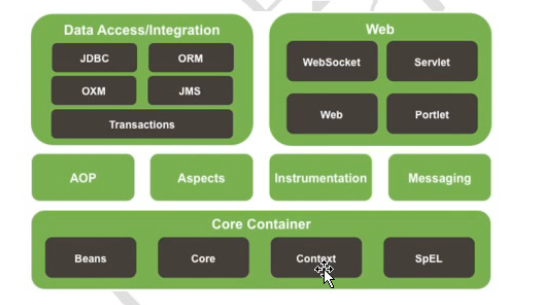 Data Access/Integration
JDBC ORM
OXM JMS
Transactions
Web
WebSocket Servlet
Web Portlet
AOP Aspects Instrumentation Messaging
Core Container
Beans Core Context SpEL